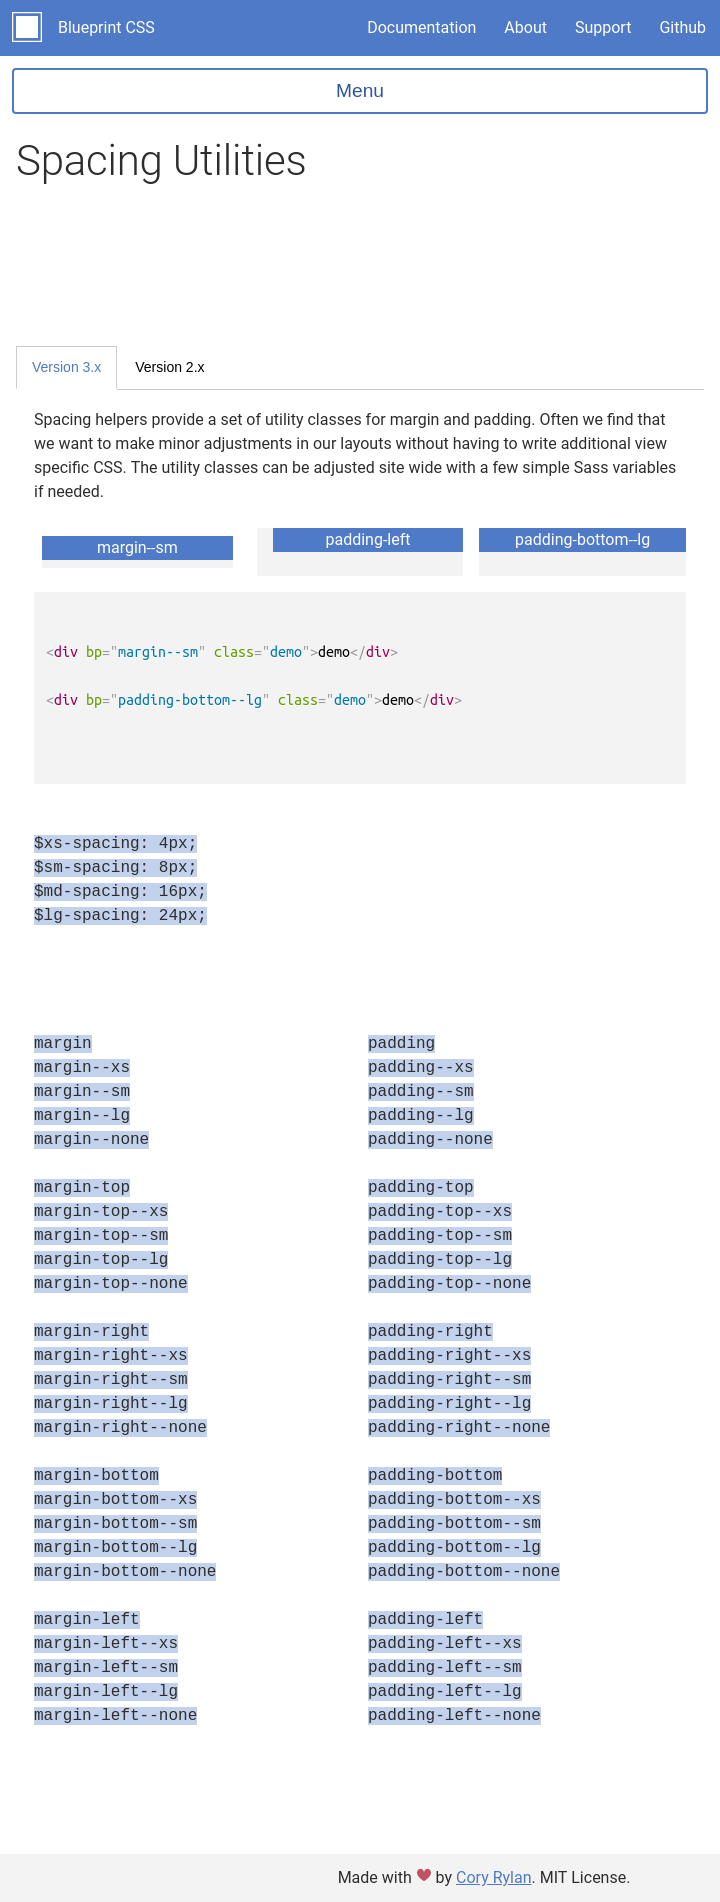 Blueprint CSS Documentation About Support Github
Menu
Spacing Utilities
Version 3.x Version 2.x
Spacing helpers provide a set of utility classes for margin and padding. Often we find that
we want to make minor adjustments in our layouts without having to write additional view
specific CSS. The utility classes can be adjusted site wide with a few simple Sass variables
if needed.
margin--sm padding-left padding-bottom--lg
<div bp="margin--sm" class="demo">demo</div>
<div bp="padding-bottom--lg" class="demo">demo</div>
$xs-spacing: 4px;
$sm-spacing: 8px;
$md-spacing: 16px;
$lg-spacing: 24px;
margin
margin--xs
margin--sm
margin--lg
margin--none
margin-top
margin-top--xs
margin-top--sm
margin-top--lg
margin-top--none
margin-right
margin-right--xs
margin-right--sm
margin-right--lg
margin-right--none
margin-bottom
margin-bottom--xs
margin-bottom--sm
margin-bottom--lg
margin-bottom--none
margin-left
margin-left--xs
margin-left--sm
margin-left--lg
margin-left--none
padding
padding--xs
padding--sm
padding--lg
padding--none
padding-top
padding-top--xs
padding-top--sm
padding-top--lg
padding-top--none
padding-right
padding-right--xs
padding-right--sm
padding-right--lg
padding-right--none
padding-bottom
padding-bottom--xs
padding-bottom--sm
padding-bottom--lg
padding-bottom--none
padding-left
padding-left--xs
padding-left--sm
padding-left--lg
padding-left--none
Made with ♥ by Cory Rylan. MIT License.